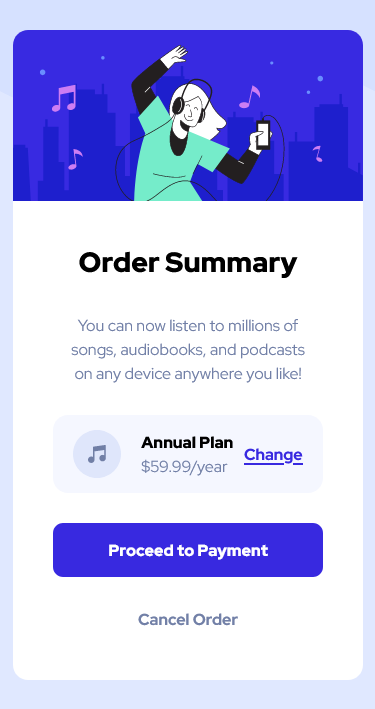 Order Summary
You can now listen to millions of
songs, audiobooks, and podcasts
on any device anywhere you like!
Annual Plan
$59.99/year
Change
Proceed to Payment
Cancel Order